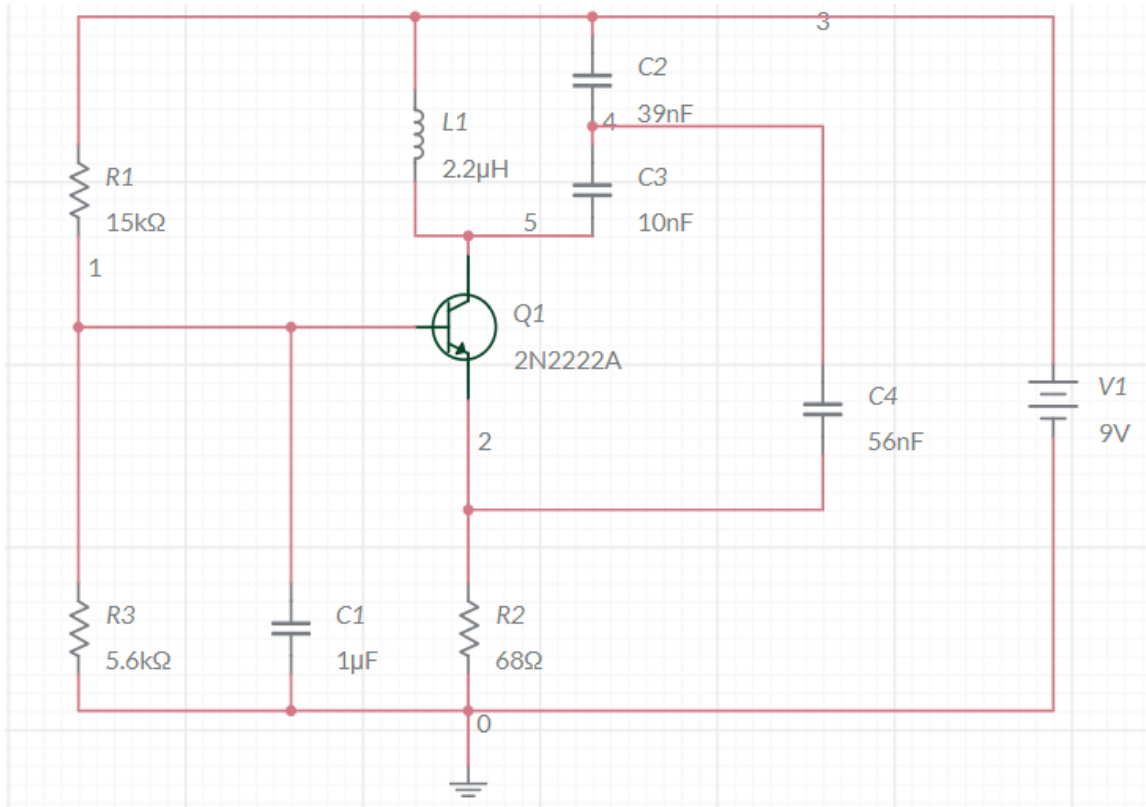 3
C2
39nF
4
L1
2.2µH
C3
10nF
R1
15kΩ
5
1
Q1
2N2222A
C4
56nF
V1
9V
2
R3
5.6kΩ
C1
1µF
R2
68Ω
0